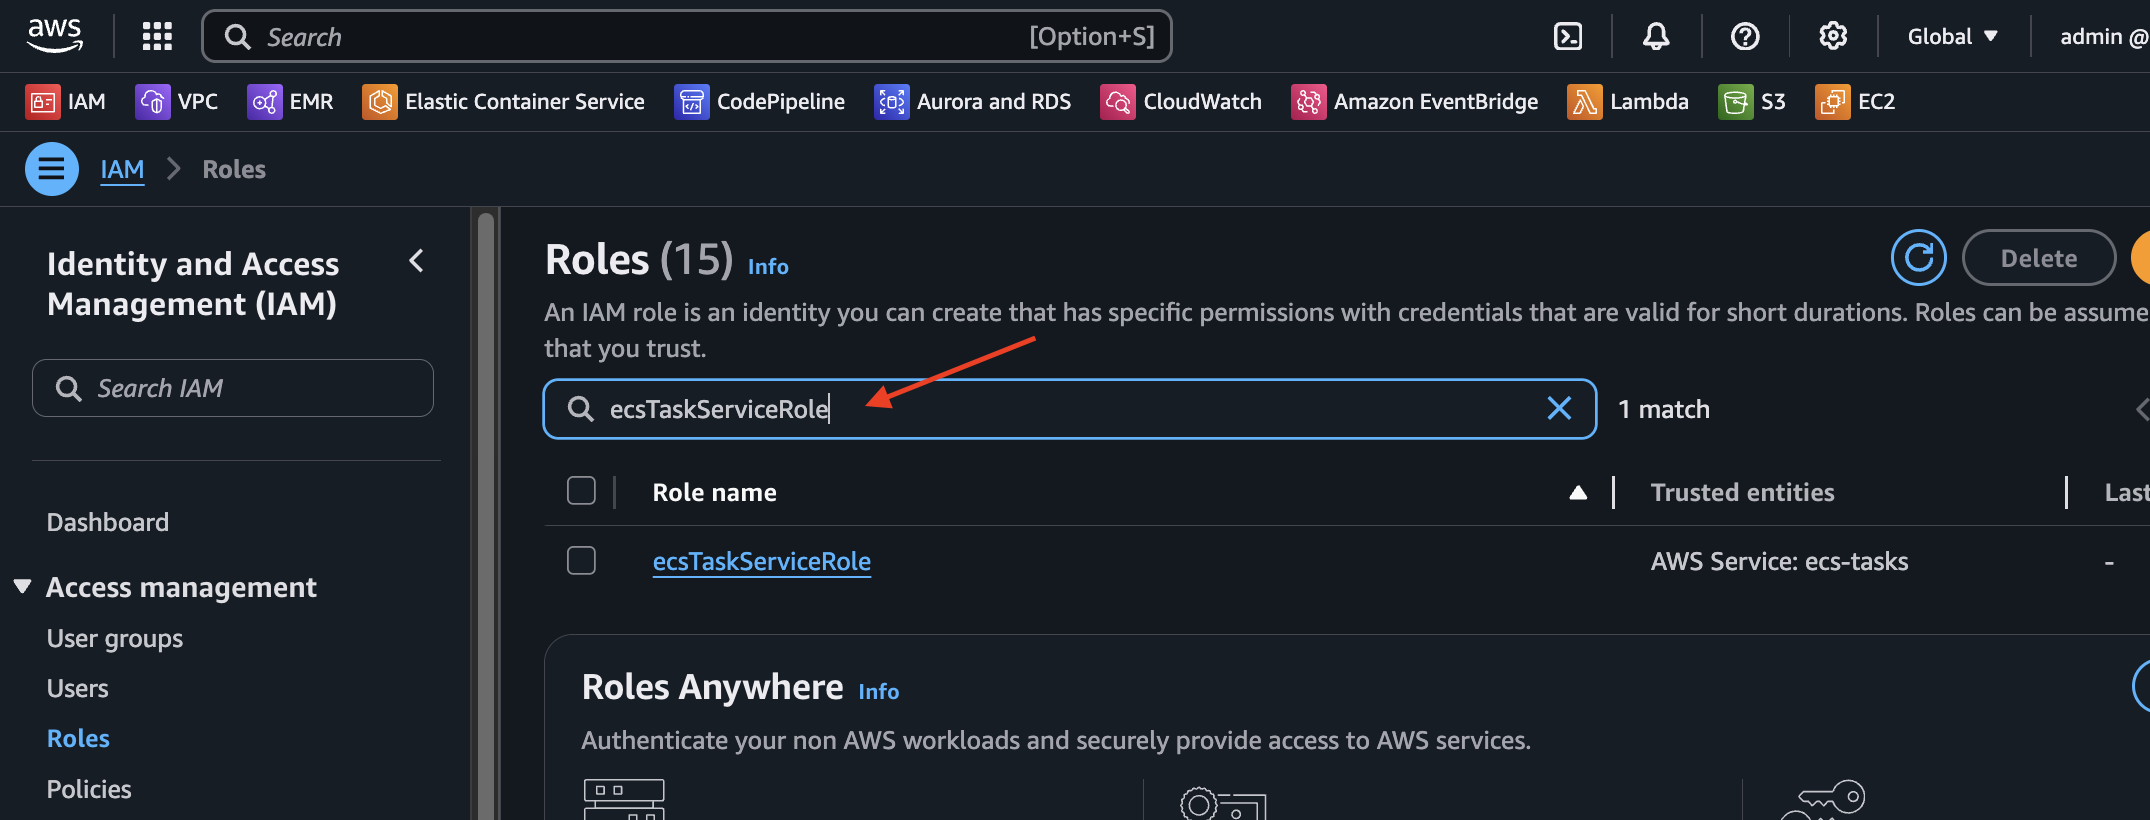 aws
Search
[Option+S]
Global
admin @
IAM
VPC
EMR
Elastic Container Service
CodePipeline
Aurora and RDS
CloudWatch
Amazon EventBridge
Lambda
S3
EC2
IAM
Roles
Identity and Access
Management (IAM)
Search IAM
Dashboard
Access management
User groups
Users
Roles
Policies
Roles (15) Info
Delete
An IAM role is an identity you can create that has specific permissions with credentials that are valid for short durations. Roles can be assume
that you trust.
ecsTaskServiceRole
1 match
Role name
Trusted entities
Last
ecsTaskServiceRole
AWS Service: ecs-tasks
-
Roles Anywhere Info
Authenticate your non AWS workloads and securely provide access to AWS services.